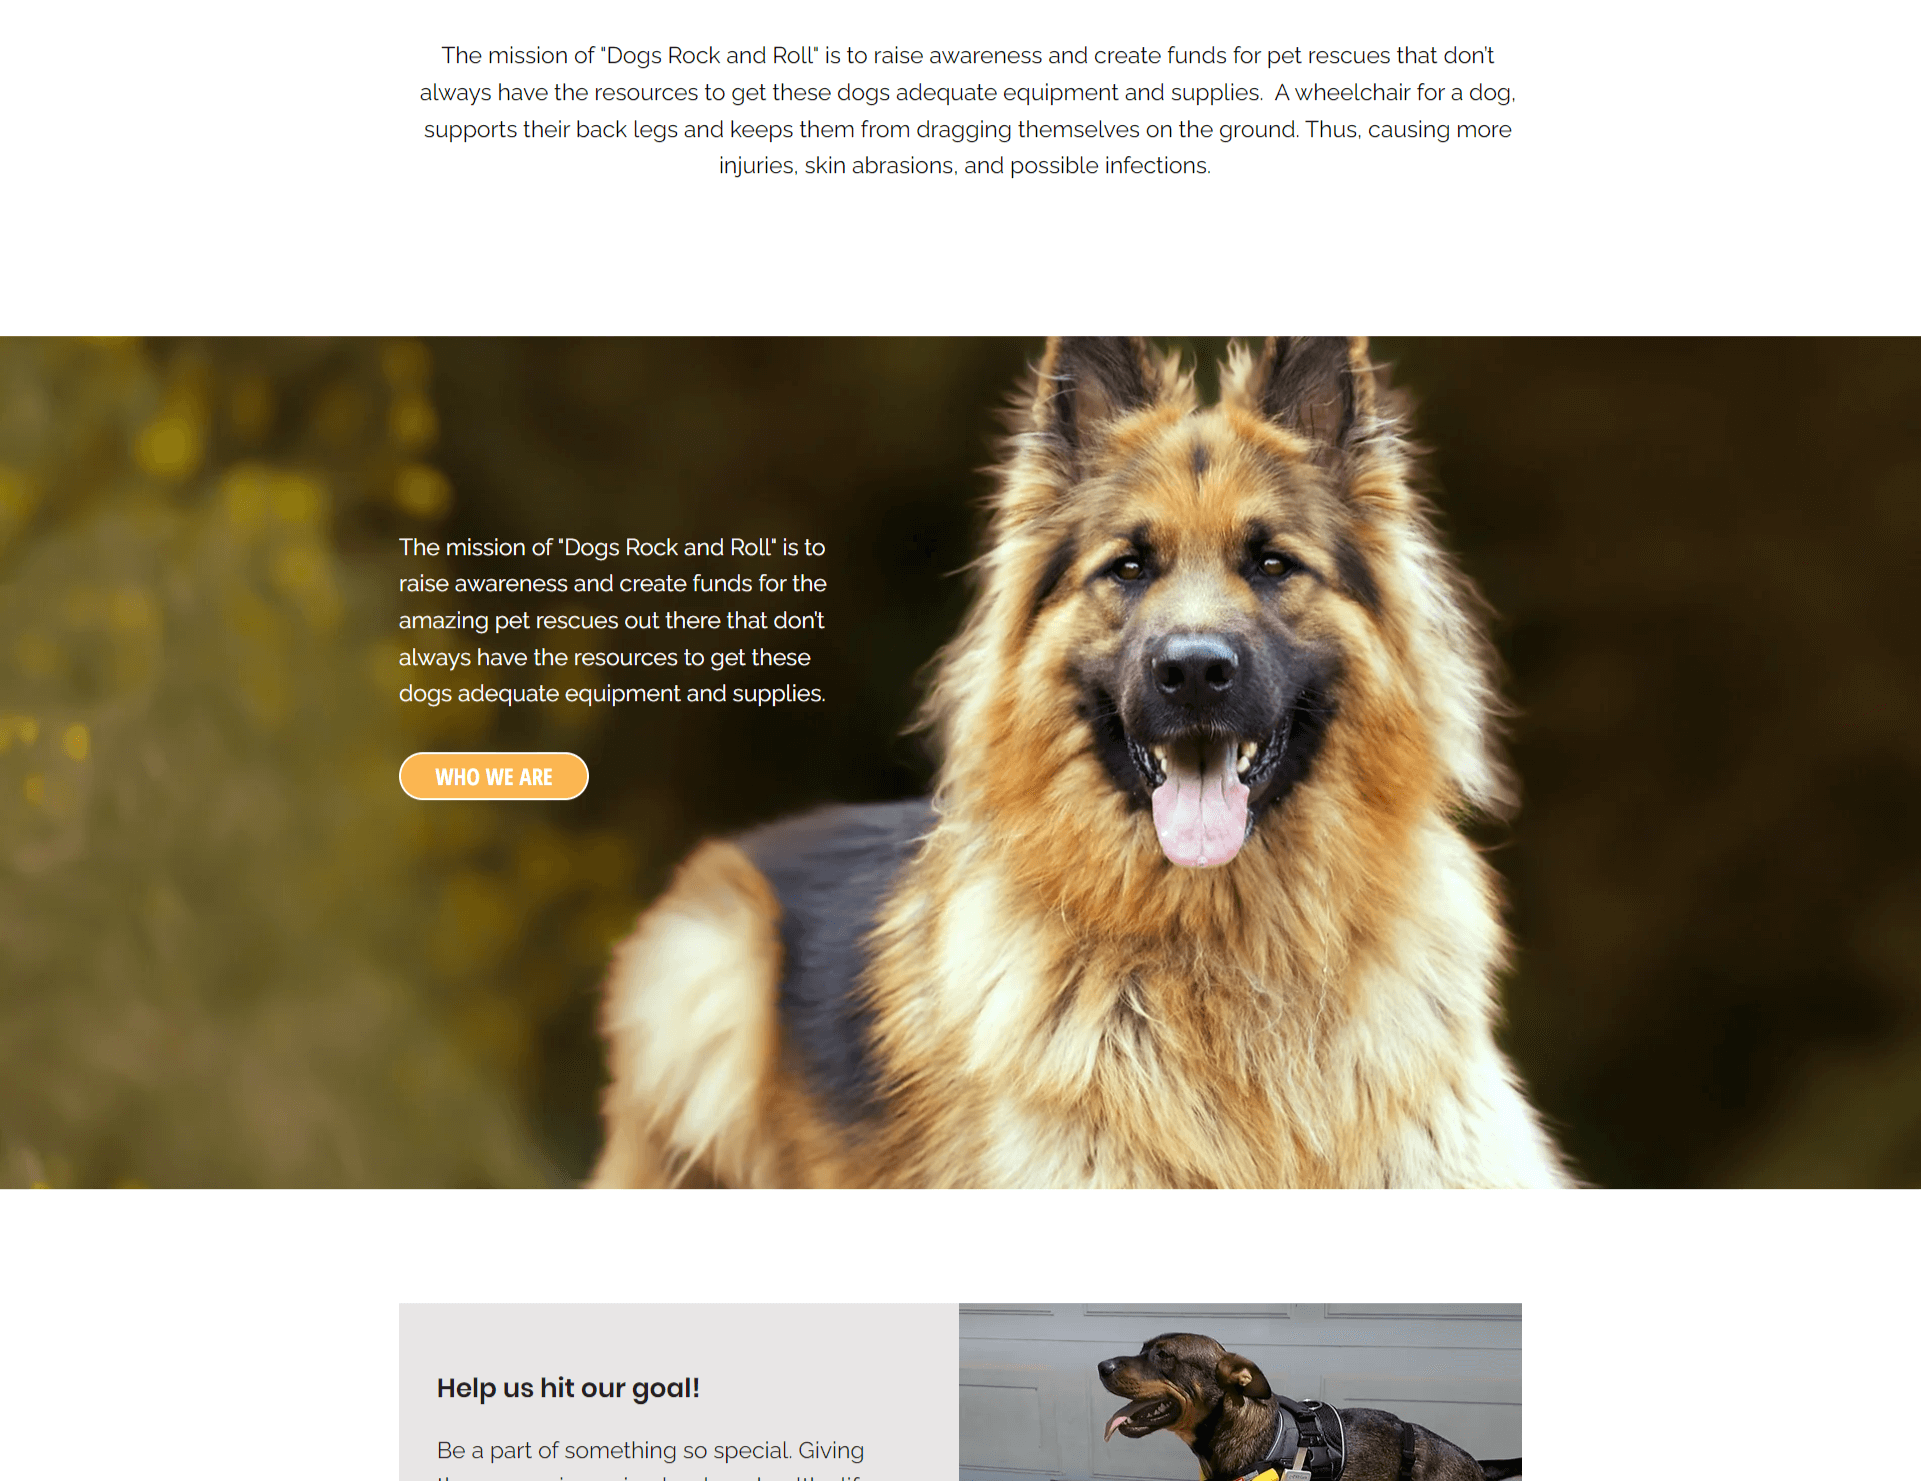 The mission of "Dogs Rock and Roll" is to raise awareness and create funds for pet rescues that don't
always have the resources to get these dogs adequate equipment and supplies.  A wheelchair for a dog,
supports their back legs and keeps them from dragging themselves on the ground. Thus, causing more
injuries, skin abrasions, and possible infections.
The mission of "Dogs Rock and Roll" is to
raise awareness and create funds for the
amazing pet rescues out there that don't
always have the resources to get these
dogs adequate equipment and supplies.
WHO WE ARE
Help us hit our goal!
Be a part of something so special. Giving